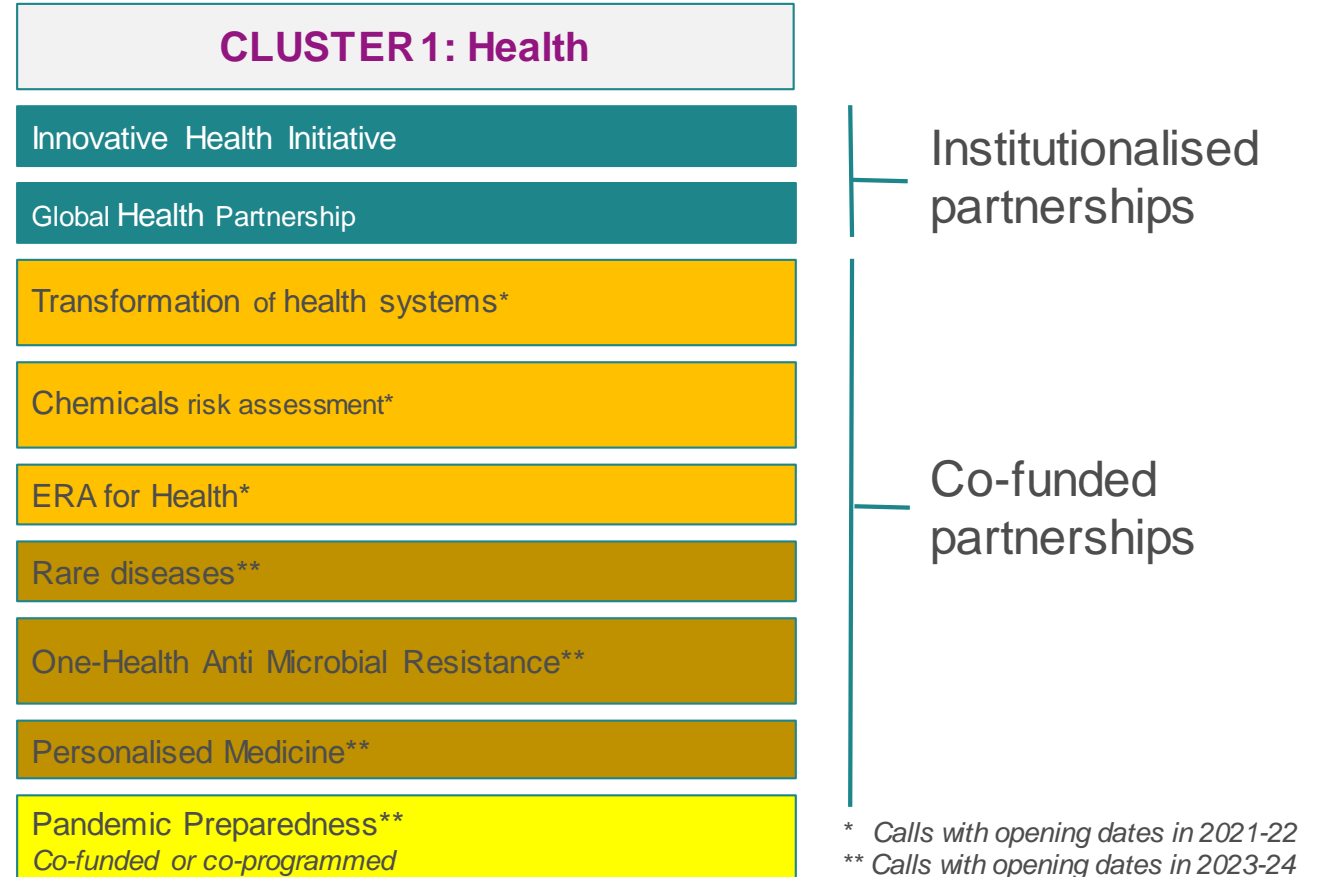 CLUSTER 1: Health
Innovative Health Initiative
Global Health Partnership
Transformation of health systems*
Chemicals risk assessment*
ERA for Health*
Rare diseases**
One-Health Anti Microbial Resistance**
Personalised Medicine**
Pandemic Preparedness**
Co-funded or co-programmed
Institutionalised
partnerships
Co-funded
partnerships
* Calls with opening dates in 2021-22
** Calls with opening dates in 2023-24